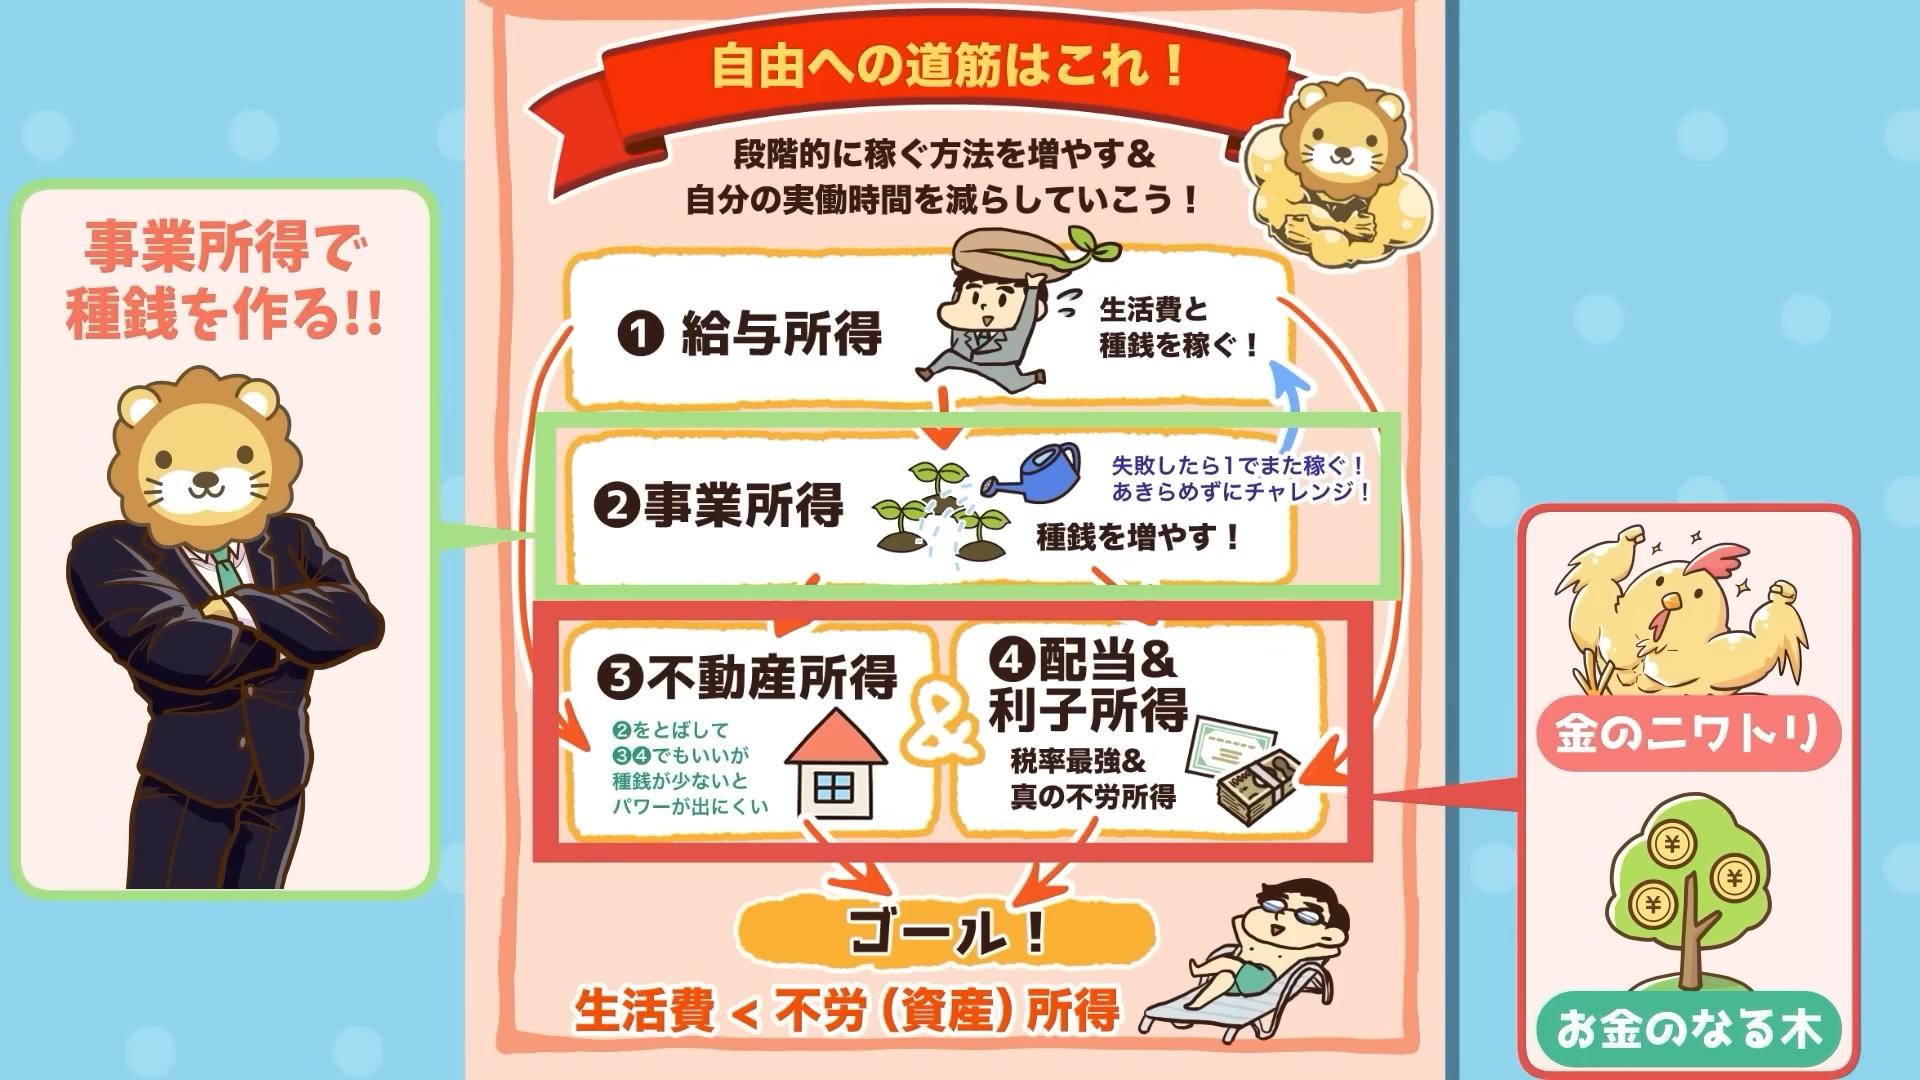 自由への道筋はこれ！
段階的に稼ぐ方法を増やす＆
自分の実働時間を減らしていこう！
事業所得で
種銭を作る!!
❶ 給与所得
生活費と
種銭を稼ぐ！
❷事業所得
失敗したら1でまた稼ぐ！
あきらめずにチャレンジ！
種銭を増やす！
❸不動産所得
❷をとばして
❸❹でもいいが
種銭が少ないと
パワーが出にくい
&
❹配当&
利子所得
税率最強&
真の不労所得
金のニワトリ
¥
¥
¥
お金のなる木
ゴール！
生活費 < 不労（資産）所得